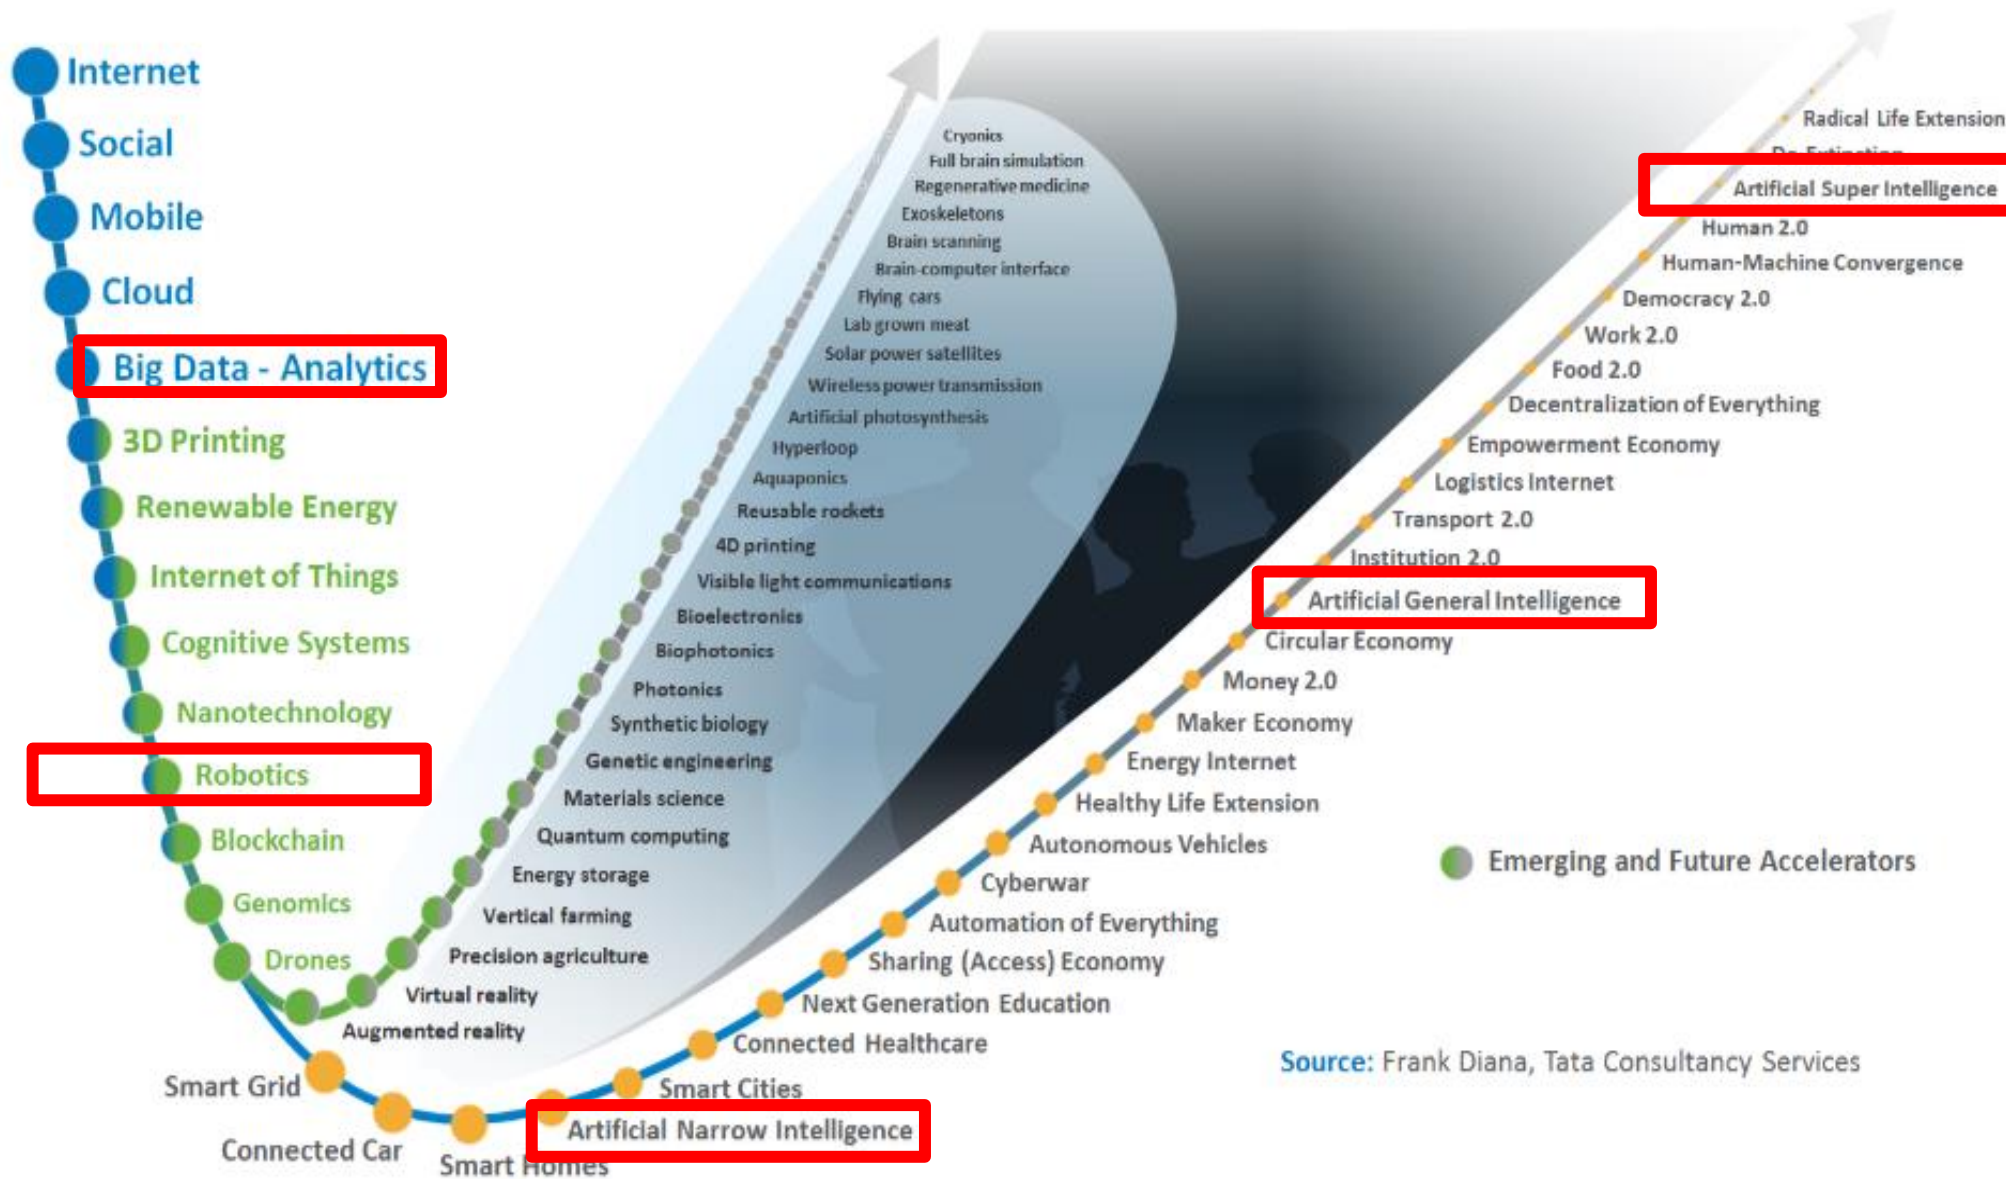 Internet
Social
Mobile
Cloud
Big Data - Analytics
3D Printing
Renewable Energy
Internet of Things
Cognitive Systems
Nanotechnology
Robotics
Blockchain
Genomics
Drones
Cryonics
Full brain simulation
Regenerative medicine
Exoskeletons
Brain scanning
Brain-computer interface
Flying cars
Lab grown meat
Solar power satellites
Wireless power transmission
Artificial photosynthesis
Hyperloop
Aquaponics
Reusable rockets
4D printing
Visible light communications
Bioelectronics
Biophotonics
Photonics
Synthetic biology
Genetic engineering
Materials science
Quantum computing
Energy storage
Vertical farming
Precision agriculture
Virtual reality
Augmented reality
Radical Life Extension
De-Extinction
Artificial Super Intelligence
Human 2.0
Human-Machine Convergence
Democracy 2.0
Work 2.0
Food 2.0
Decentralization of Everything
Empowerment Economy
Logistics Internet
Transport 2.0
Institution 2.0
Artificial General Intelligence
Circular Economy
Money 2.0
Maker Economy
Energy Internet
Healthy Life Extension
Autonomous Vehicles
Cyberwar
Automation of Everything
Sharing (Access) Economy
Next Generation Education
Connected Healthcare
Smart Cities
Artificial Narrow Intelligence
Smart Homes
Connected Car
Smart Grid
Emerging and Future Accelerators
Source: Frank Diana, Tata Consultancy Services